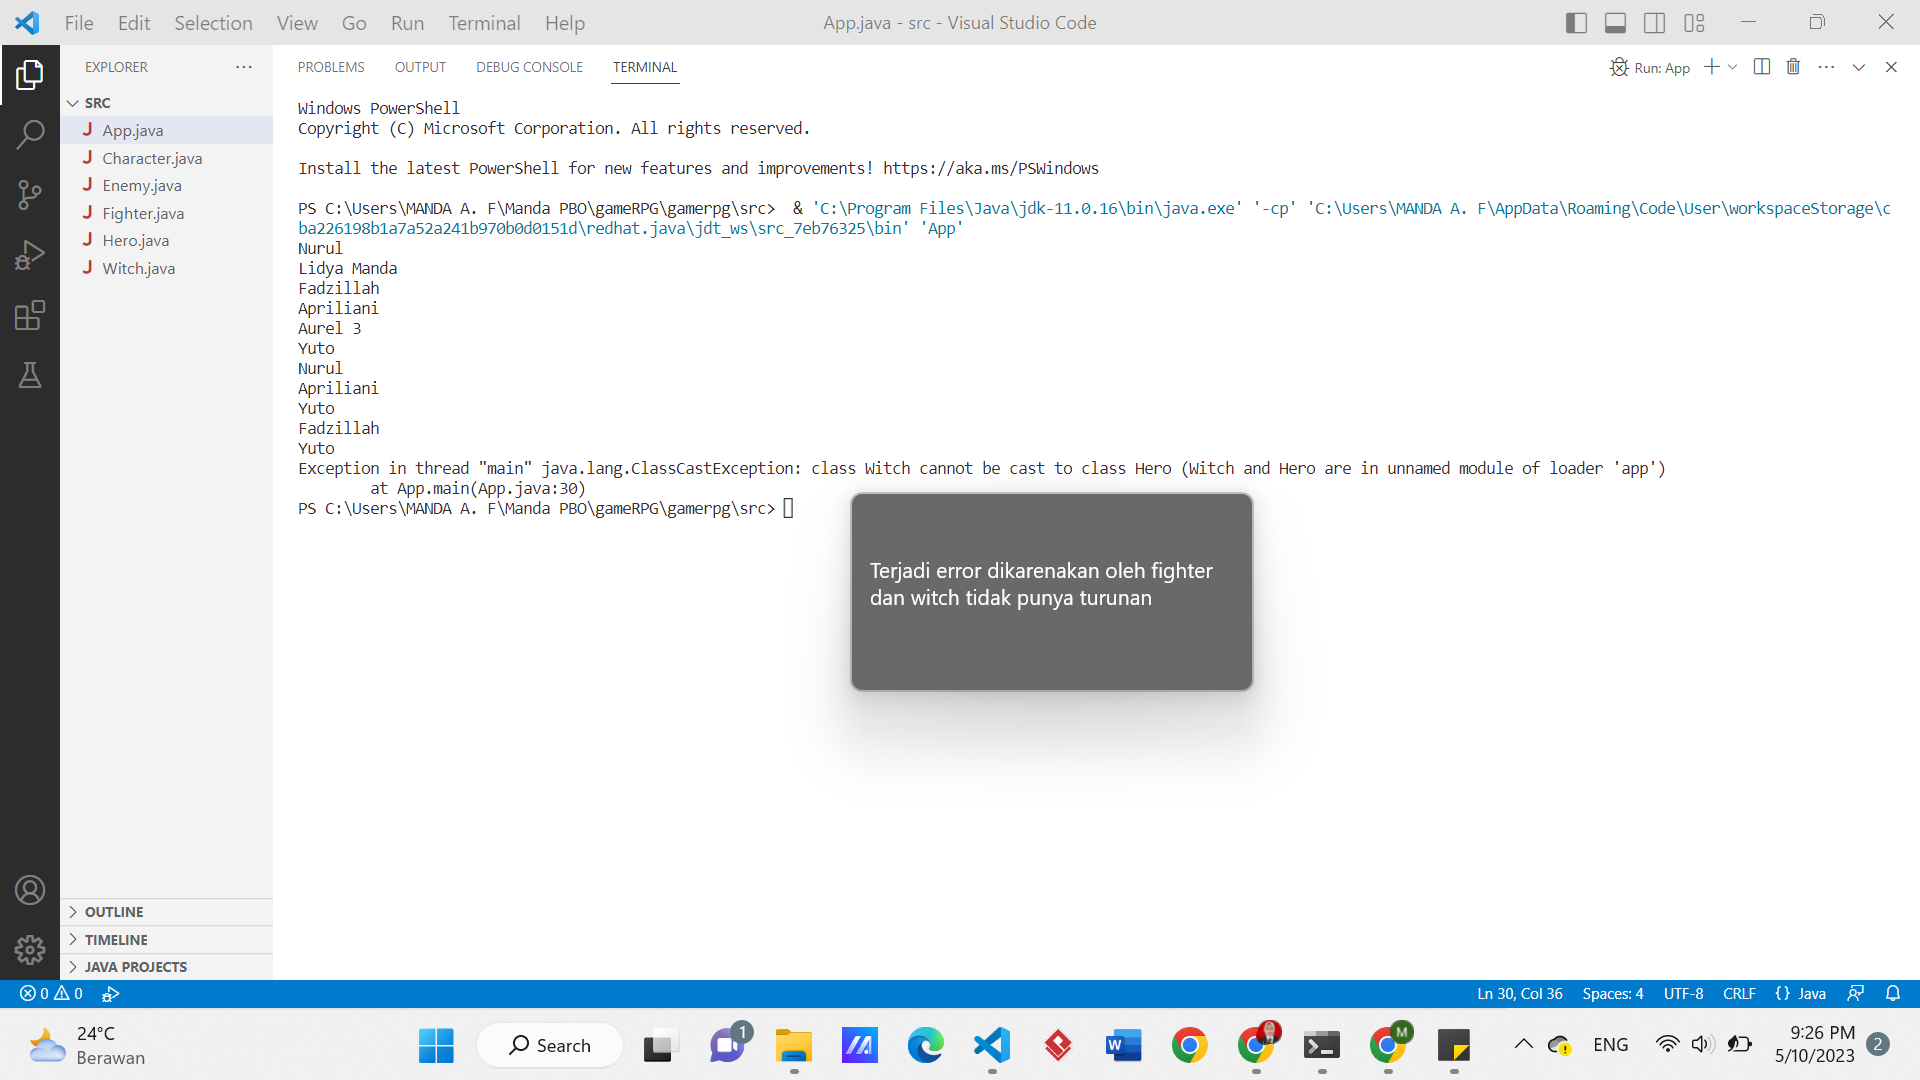 File Edit Selection View Go Run Terminal Help
App.java - src - Visual Studio Code
EXPLORER
SRC
J App.java
J Character.java
J Enemy.java
J Fighter.java
J Hero.java
J Witch.java
OUTLINE
TIMELINE
JAVA PROJECTS
PROBLEMS OUTPUT DEBUG CONSOLE TERMINAL
Run: App
Windows PowerShell
Copyright (C) Microsoft Corporation. All rights reserved.
Install the latest PowerShell for new features and improvements! https://aka.ms/PSWindows
PS C:\Users\MANDA A. F\Manda PBO\gameRPG\gamerpg\src>  & 'C:\Program Files\Java\jdk-11.0.16\bin\java.exe' '-cp' 'C:\Users\MANDA A. F\AppData\Roaming\Code\User\workspaceStorage\c
ba226198b1a7a52a241b970b0d0151d\redhat.java\jdt_ws\src_7eb76325\bin' 'App'
Nurul
Lidya Manda
Fadzillah
Apriliani
Aurel 3
Yuto
Nurul
Apriliani
Yuto
Fadzillah
Yuto
Exception in thread "main" java.lang.ClassCastException: class Witch cannot be cast to class Hero (Witch and Hero are in unnamed module of loader 'app')
at App.main(App.java:30)
PS C:\Users\MANDA A. F\Manda PBO\gameRPG\gamerpg\src>
Terjadi error dikarenakan oleh fighter
dan witch tidak punya turunan
0 0
Ln 30, Col 36 Spaces: 4 UTF-8 CRLF {} Java
24°C
Berawan
Search
1
W
M
ENG
9:26 PM
5/10/2023
2